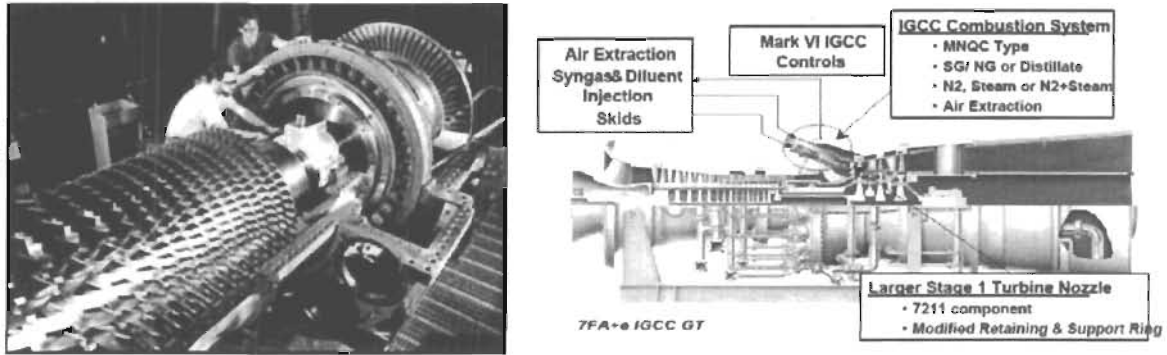 Air Extraction
Syngas& Diluent
Injection
Skids
Mark VI IGCC
Controls
IGCC Combustion System
• MNQC Type
• SG/ NG or Distillate
• N2, Steam or N2+Steam
• Air Extraction
Larger Stage 1 Turbine Nozzle
• 7211 component
• Modified Retaining & Support Ring
7FA+e IGCC GT